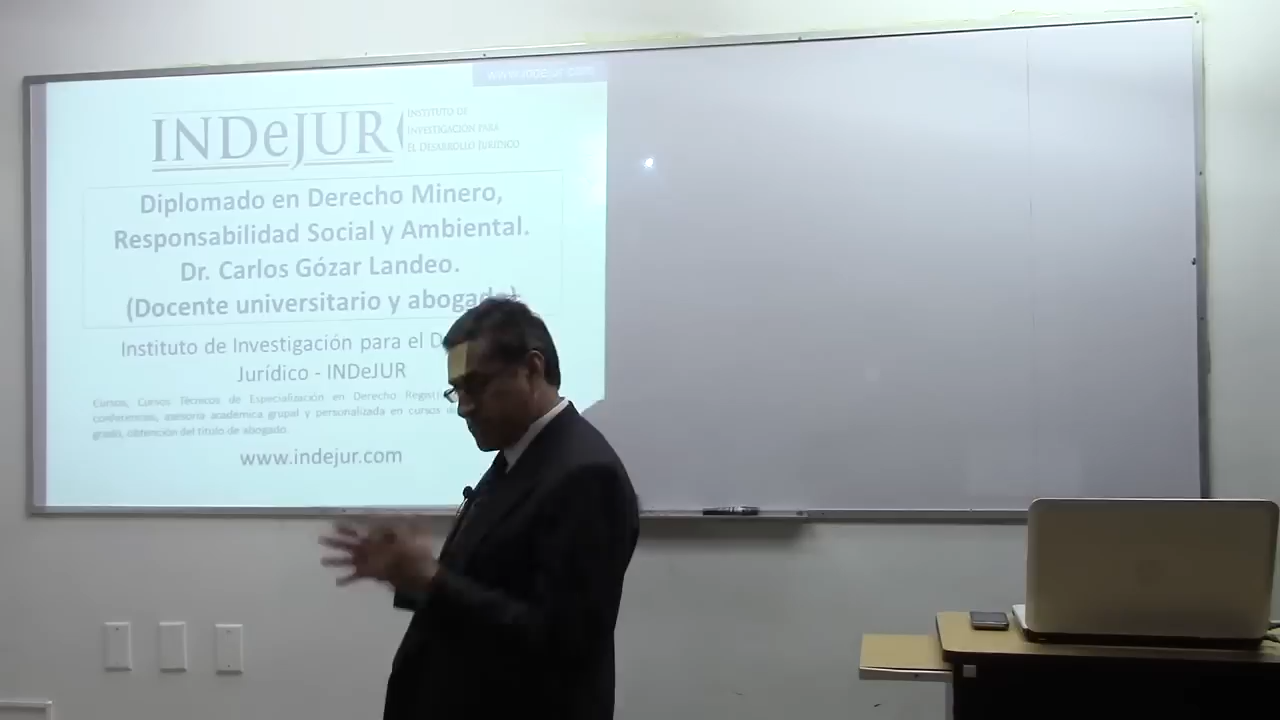 www.indejur.com
INDeJUR
INSTITUTO DE
INVESTIGACIÓN PARA
EL DESARROLLO JURÍDICO
Diplomado en Derecho Minero,
Responsabilidad Social y Ambiental.
Dr. Carlos Gózar Landeo.
(Docente universitario y abogado)
Instituto de Investigación para el
Jurídico - INDeJUR
Cursos, Cursos Técnicos de Especialización en Derecho
conferencias, asesoría académica grupal y personalizada en cursos
grado, obtención del título de abogado.
www.indejur.com